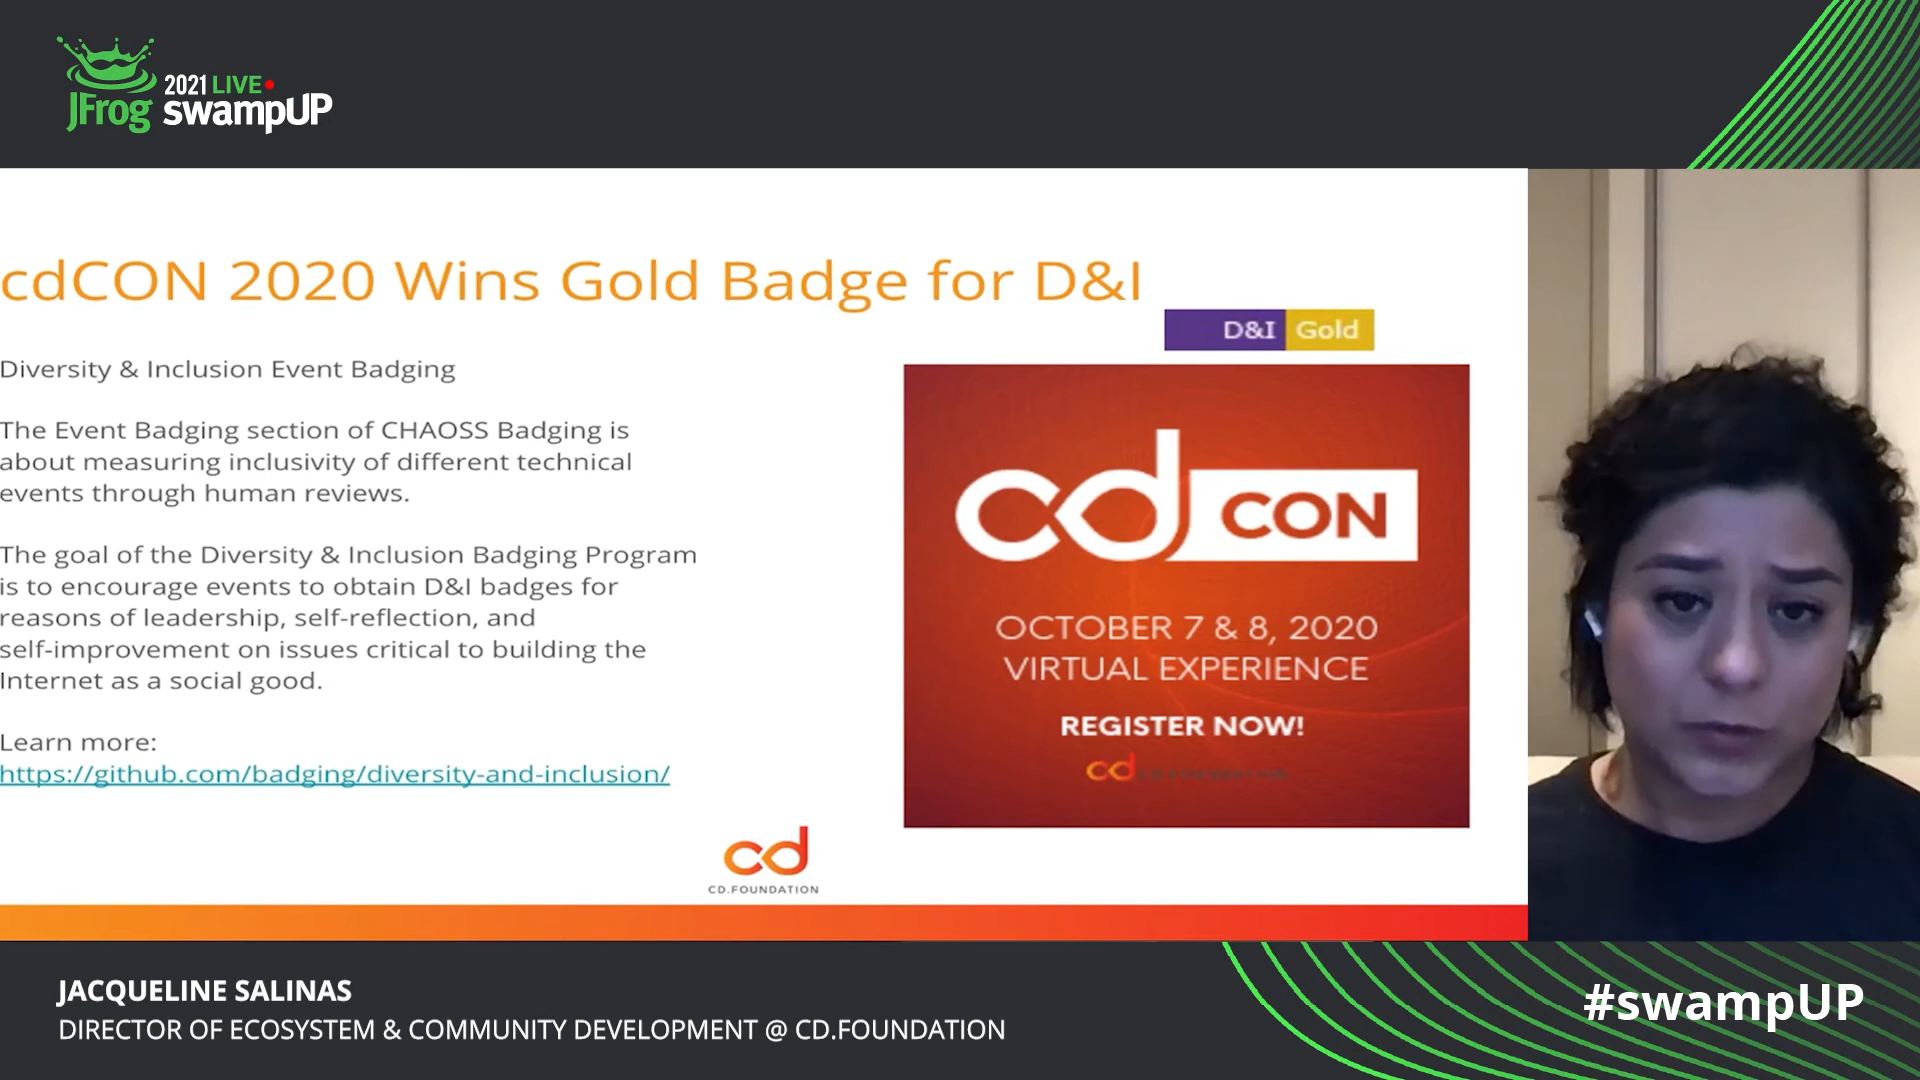 2021 LIVE
JFrog swampUP
cdCON 2020 Wins Gold Badge for D&I
D&I Gold
Diversity & Inclusion Event Badging
The Event Badging section of CHAOSS Badging is
about measuring inclusivity of different technical
events through human reviews.
The goal of the Diversity & Inclusion Badging Program
is to encourage events to obtain D&I badges for
reasons of leadership, self-reflection, and
self-improvement on issues critical to building the
Internet as a social good.
Learn more:
https://github.com/badging/diversity-and-inclusion/
cd CON
OCTOBER 7 & 8, 2020
VIRTUAL EXPERIENCE
REGISTER NOW!
cd CD.FOUNDATION
cd
CD.FOUNDATION
JACQUELINE SALINAS
DIRECTOR OF ECOSYSTEM & COMMUNITY DEVELOPMENT @ CD.FOUNDATION
#swampUP